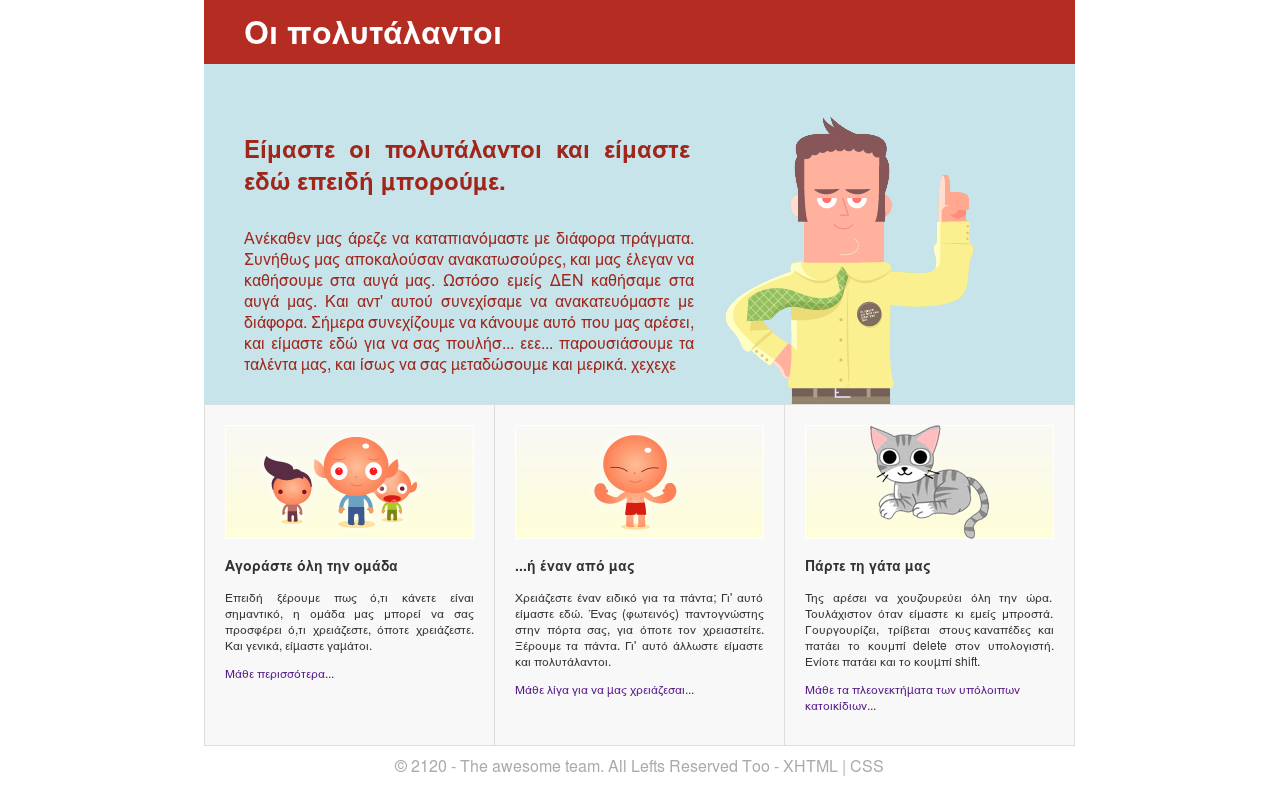 Οι πολυτάλαντοι
Είμαστε οι πολυτάλαντοι και είμαστε
εδώ επειδή μπορούμε.
Ανέκαθεν μας άρεζε να καταπιανόμαστε με διάφορα πράγματα.
Συνήθως μας αποκαλούσαν ανακατωσούρες, και μας έλεγαν να
καθήσουμε στα αυγά μας. Ωστόσο εμείς ΔΕΝ καθήσαμε στα
αυγά μας. Και αντ' αυτού συνεχίσαμε να ανακατευόμαστε με
διάφορα. Σήμερα συνεχίζουμε να κάνουμε αυτό που μας αρέσει,
και είμαστε εδώ για να σας πουλήσ... εεε... παρουσιάσουμε τα
ταλέντα μας, και ίσως να σας μεταδώσουμε και μερικά. χεχεχε
Αγοράστε όλη την ομάδα
Επειδή ξέρουμε πως ό,τι κάνετε είναι
σημαντικό, η ομάδα μας μπορεί να σας
προσφέρει ό,τι χρειάζεστε, όποτε χρειάζεστε.
Και γενικά, είμαστε γαμάτοι.
Μάθε περισσότερα...
...ή έναν από μας
Χρειάζεστε έναν ειδικό για τα πάντα; Γι' αυτό
είμαστε εδώ. Ένας (φωτεινός) παντογνώστης
στην πόρτα σας, για όποτε τον χρειαστείτε.
Ξέρουμε τα πάντα. Γι' αυτό άλλωστε είμαστε
και πολυτάλαντοι.
Μάθε λίγα για να μας χρειάζεσαι...
Πάρτε τη γάτα μας
Της αρέσει να χουζουρεύει όλη την ώρα.
Τουλάχιστον όταν είμαστε κι εμείς μπροστά.
Γουργουρίζει, τρίβεται στους καναπέδες και
πατάει το κουμπί delete στον υπολογιστή.
Ενίοτε πατάει και το κουμπί shift.
Μάθε τα πλεονεκτήματα των υπόλοιπων
κατοικίδιων...
© 2120 - The awesome team. All Lefts Reserved Too - XHTML | CSS